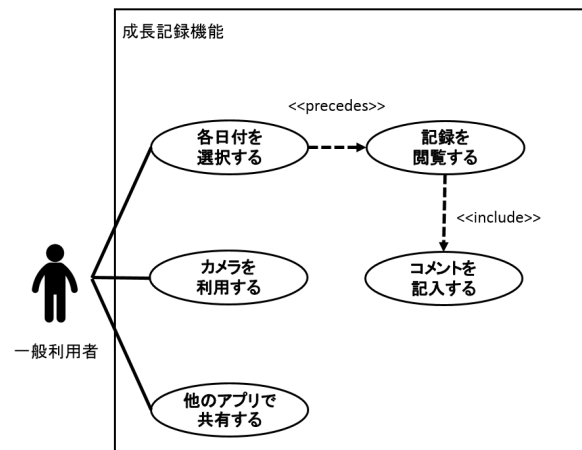 成長記録機能
<<precedes>>
各日付を
選択する
記録を
閲覧する
<<include>>
カメラを
利用する
コメントを
記入する
一般利用者
他のアプリで
共有する